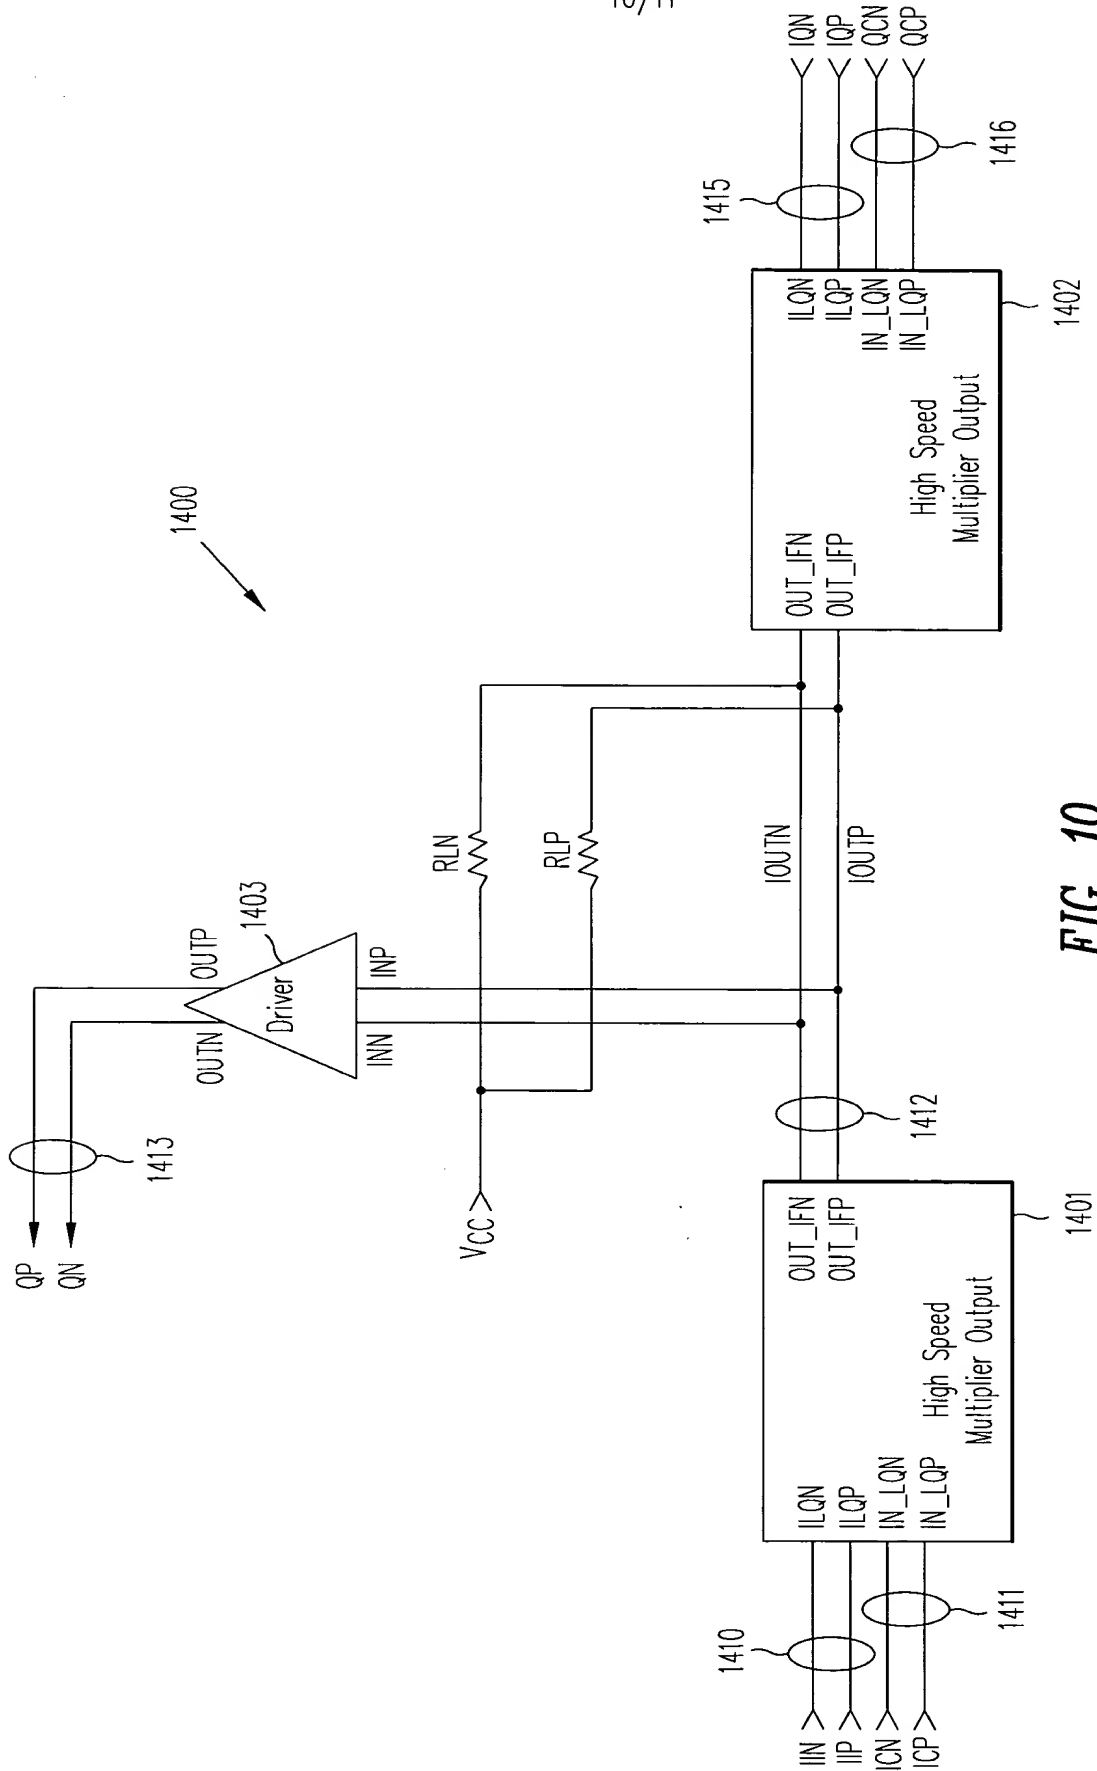 1400
QP
QN
1413
OUTN
OUTP
Driver
1403
INN
INP
VCC
RLN
RLP
IOUTN
IOUTP
1412
IIN
IIP
ICN
ICP
1410
1411
ILQN
ILQP
IN_LQN
IN_LQP
OUT_IFN
OUT_IFP
High Speed
Multiplier Output
1401
OUT_IFN
OUT_IFP
ILQN
ILQP
IN_LQN
IN_LQP
High Speed
Multiplier Output
1402
1415
1416
IQN
IQP
QCN
QCP
FIG. 10